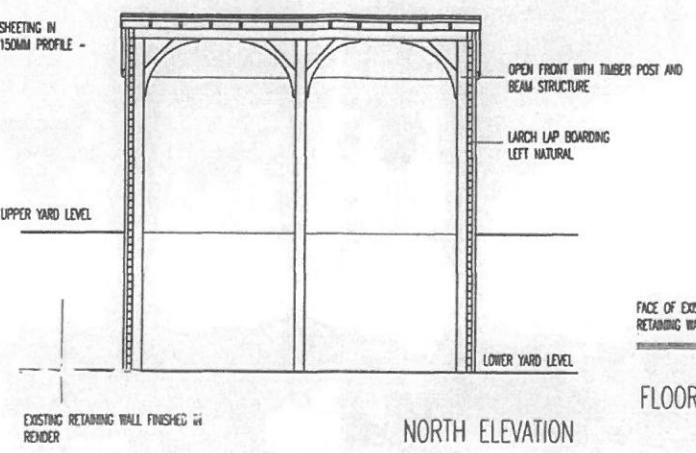 SHEETING IN
150MM PROFILE -
OPEN FRONT WITH TIMBER POST AND
BEAM STRUCTURE
LARCH LAP BOARDING
LEFT NATURAL
UPPER YARD LEVEL
LOWER YARD LEVEL
EXISTING RETAINING WALL FINISHED IN
RENDER
NORTH ELEVATION
FACE OF EXIS
RETAINING WA
FLOOR